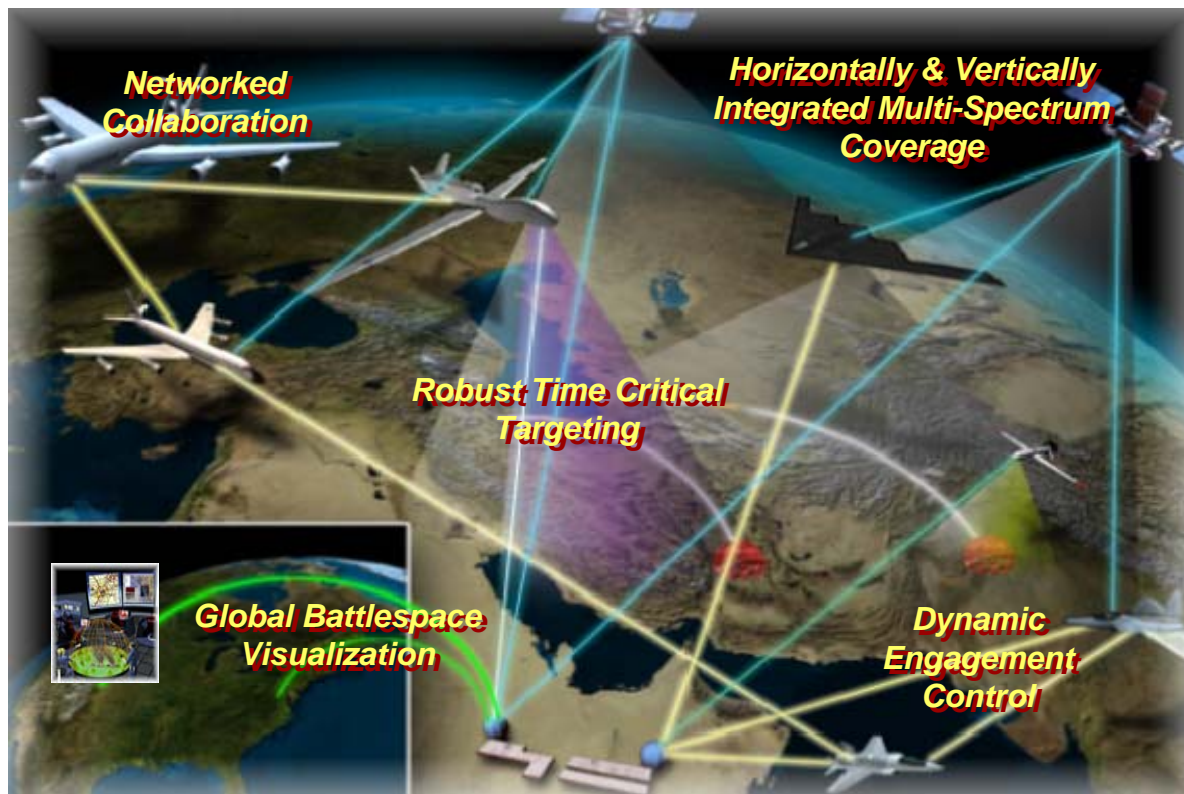 Networked
Collaboration
Horizontally & Vertically
Integrated Multi-Spectrum
Coverage
Robust Time Critical
Targeting
Global Battlespace
Visualization
Dynamic
Engagement
Control